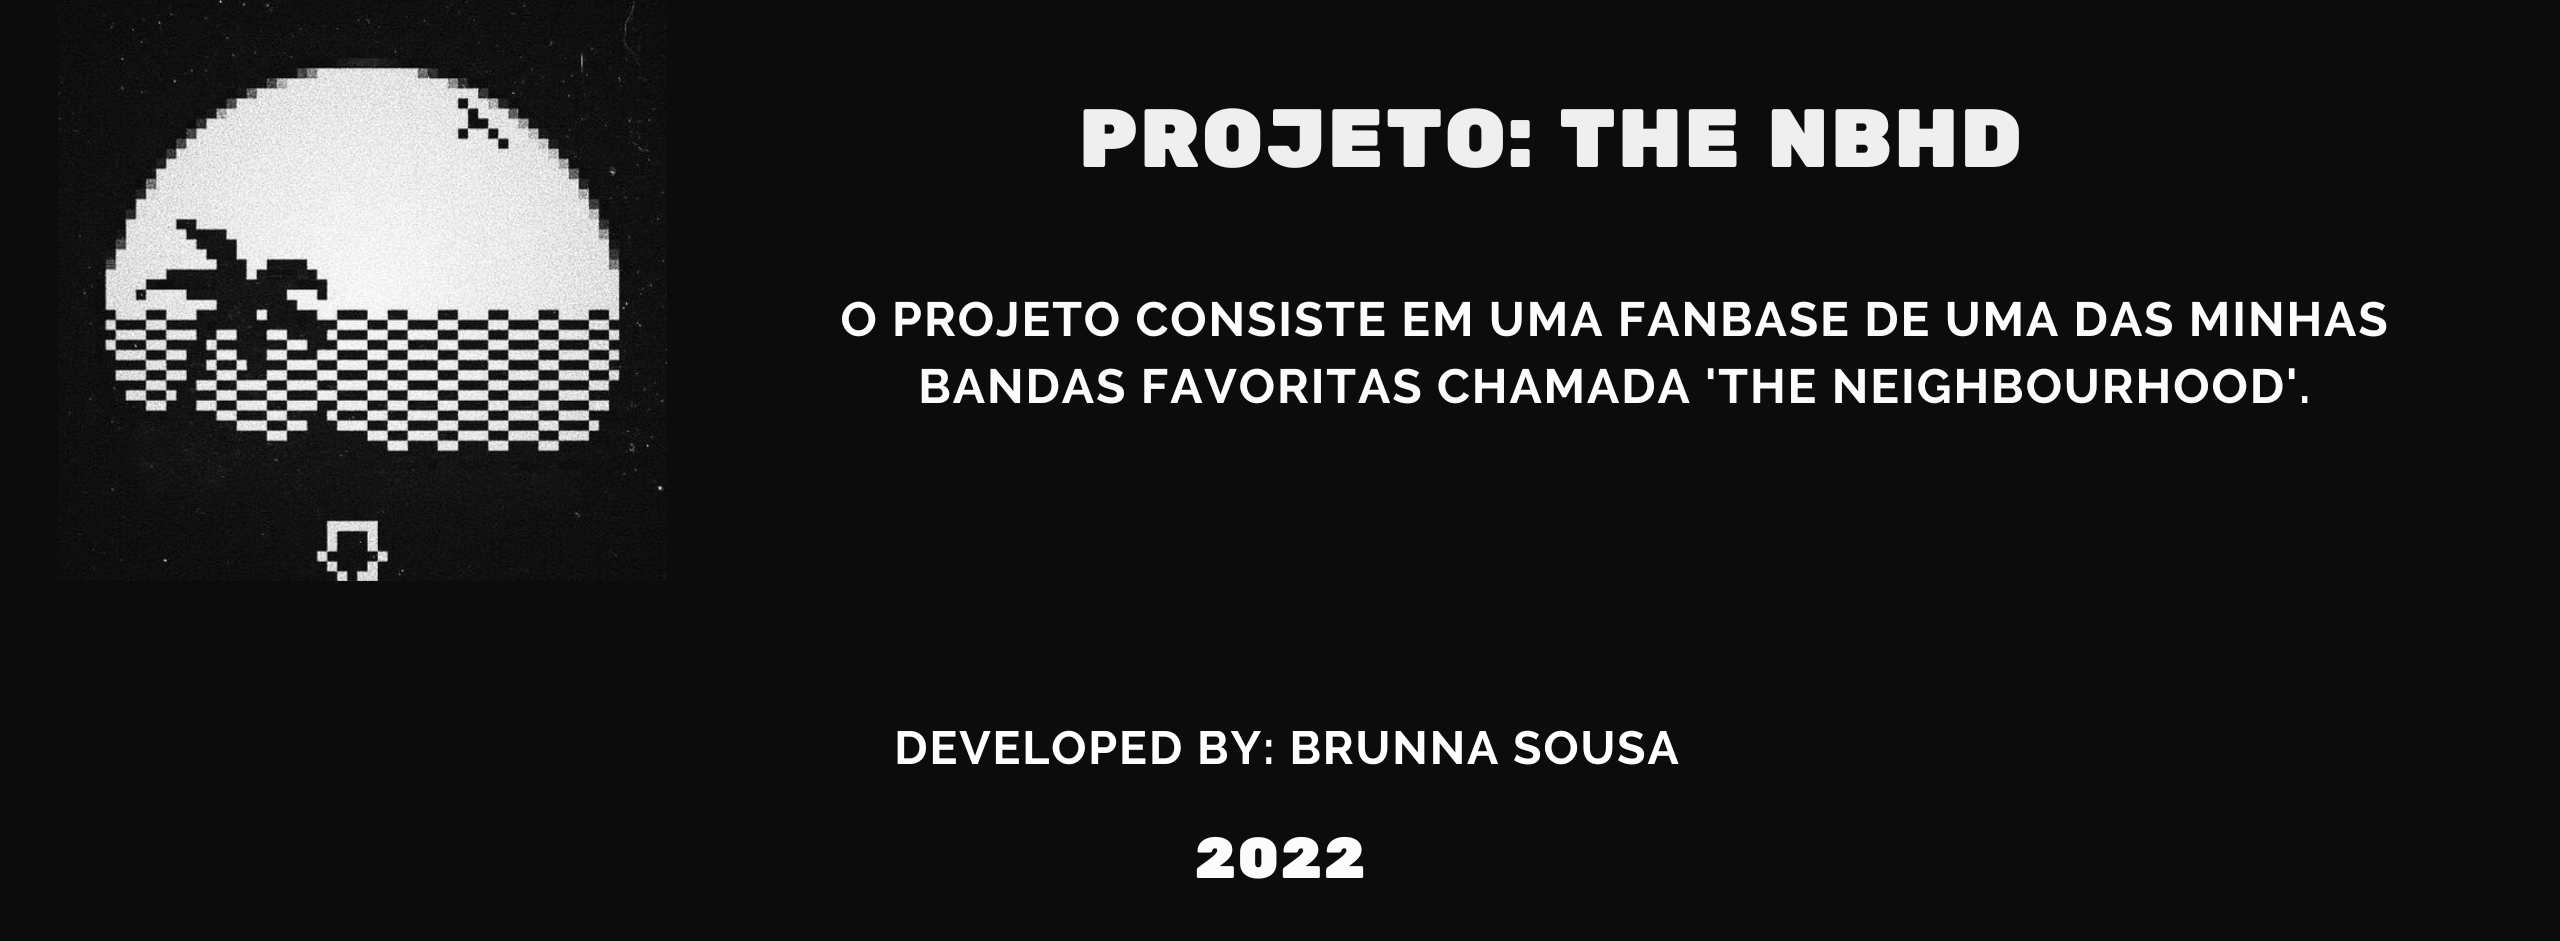 PROJETO: THE NBHD
O PROJETO CONSISTE EM UMA FANBASE DE UMA DAS MINHAS
BANDAS FAVORITAS CHAMADA 'THE NEIGHBOURHOOD'.
DEVELOPED BY: BRUNNA SOUSA
2022